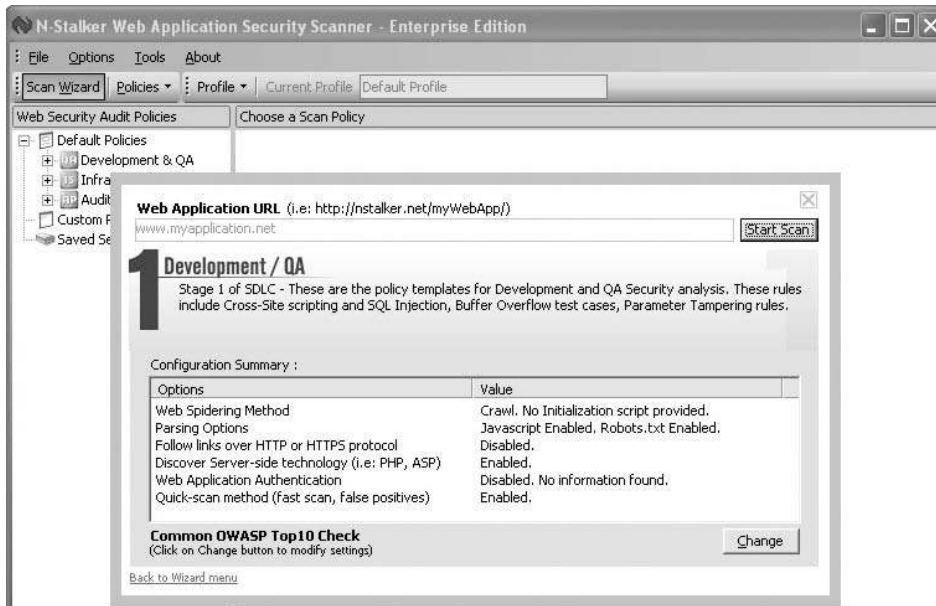 N-Stalker Web Application Security Scanner - Enterprise Edition
File Options Tools About
Scan Wizard Policies Profile Current Profile Default Profile
Web Security Audit Policies Choose a Scan Policy
Default Policies
Development & QA
Infra
Audit
Custom P
Saved Se
Web Application URL (i.e: http://nstalker.net/myWebApp/)
www.myapplication.net Start Scan
1 Development / QA
Stage 1 of SDLC - These are the policy templates for Development and QA Security analysis. These rules
include Cross-Site scripting and SQL Injection, Buffer Overflow test cases, Parameter Tampering rules.
Configuration Summary :
Options Value
Web Spidering Method Crawl. No Initialization script provided.
Parsing Options Javascript Enabled. Robots.txt Enabled.
Follow links over HTTP or HTTPS protocol Disabled.
Discover Server-side technology (i.e: PHP, ASP) Enabled.
Web Application Authentication Disabled. No information found.
Quick-scan method (fast scan, false positives) Enabled.
Common OWASP Top10 Check
(Click on Change button to modify settings) Change
Back to Wizard menu